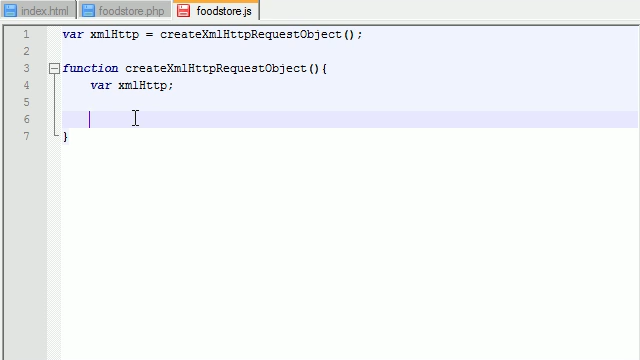 index.html foodstore.php foodstore.js
1 var xmlHttp = createXmlHttpRequestObject();
2
3 function createXmlHttpRequestObject(){
4 var xmlHttp;
5
6
7 }